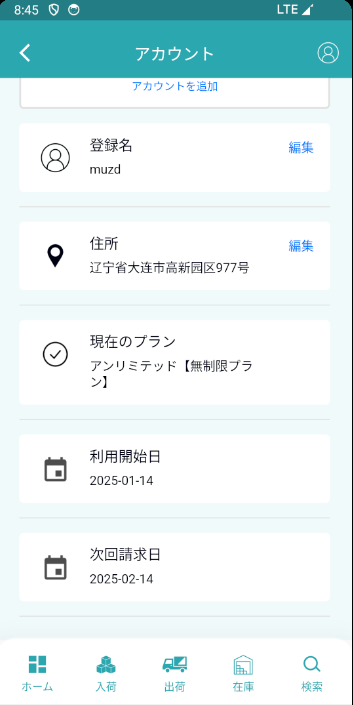 8:45
LTE
アカウント
アカウントを追加
登録名
編集
muzd
住所
編集
辽宁省大连市高新园区977号
現在のプラン
アンリミテッド【無制限プラ
ン】
利用開始日
2025-01-14
次回請求日
2025-02-14
ホーム
入荷
出荷
在庫
検索